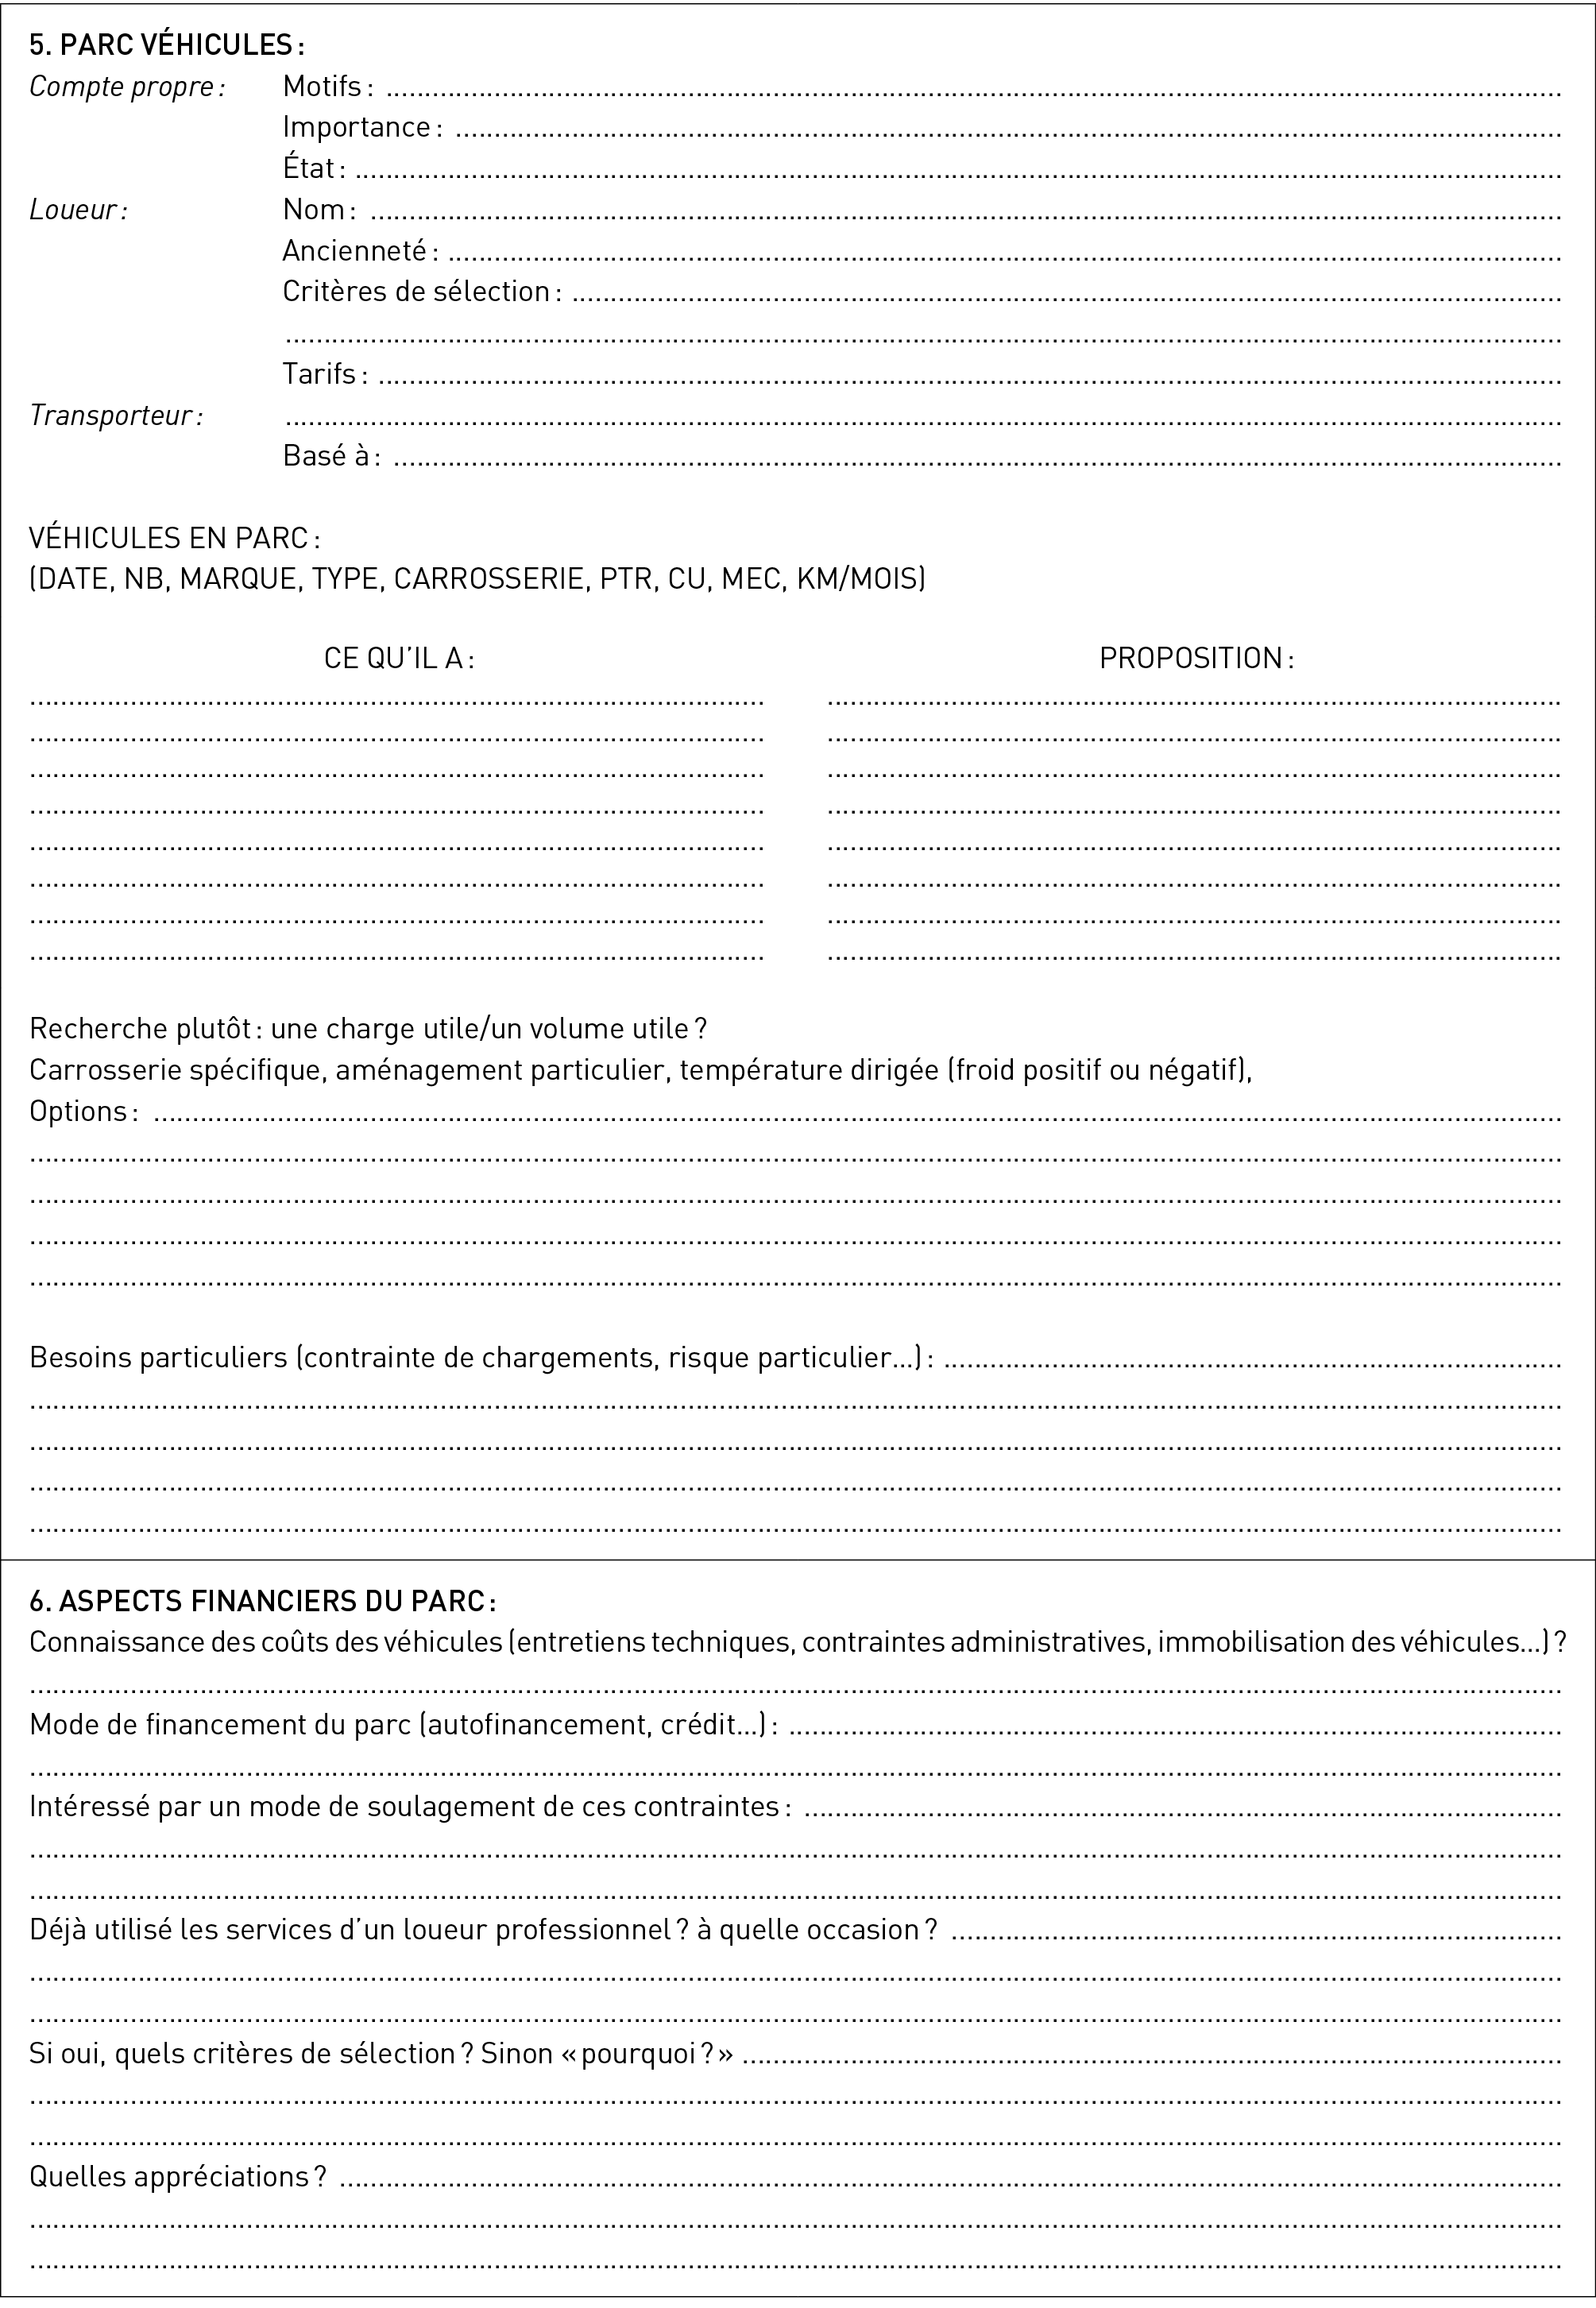 5. PARC VÉHICULES :
Compte propre : Motifs : ........................................
Importance : ........................................
État : ........................................
Loueur : Nom : ........................................
Ancienneté : ........................................
Critères de sélection : ........................................
........................................
Tarifs : ........................................
Transporteur : ........................................
Basé à : ........................................
VÉHICULES EN PARC :
(DATE, NB, MARQUE, TYPE, CARROSSERIE, PTR, CU, MEC, KM/MOIS)
CE QU’IL A : PROPOSITION :
........................................ ........................................
........................................ ........................................
........................................ ........................................
........................................ ........................................
........................................ ........................................
........................................ ........................................
........................................ ........................................
........................................ ........................................
Recherche plutôt : une charge utile/un volume utile ?
Carrosserie spécifique, aménagement particulier, température dirigée (froid positif ou négatif),
Options : ........................................
........................................
........................................
........................................
........................................
Besoins particuliers (contrainte de chargements, risque particulier...) : ........................................
........................................
........................................
........................................
........................................
6. ASPECTS FINANCIERS DU PARC :
Connaissance des coûts des véhicules (entretiens techniques, contraintes administratives, immobilisation des véhicules...) ?
........................................
Mode de financement du parc (autofinancement, crédit...) : ........................................
........................................
Intéressé par un mode de soulagement de ces contraintes : ........................................
........................................
........................................
Déjà utilisé les services d’un loueur professionnel ? à quelle occasion ? ........................................
........................................
........................................
Si oui, quels critères de sélection ? Sinon « pourquoi ? » ........................................
........................................
........................................
Quelles appréciations ? ........................................
........................................
........................................